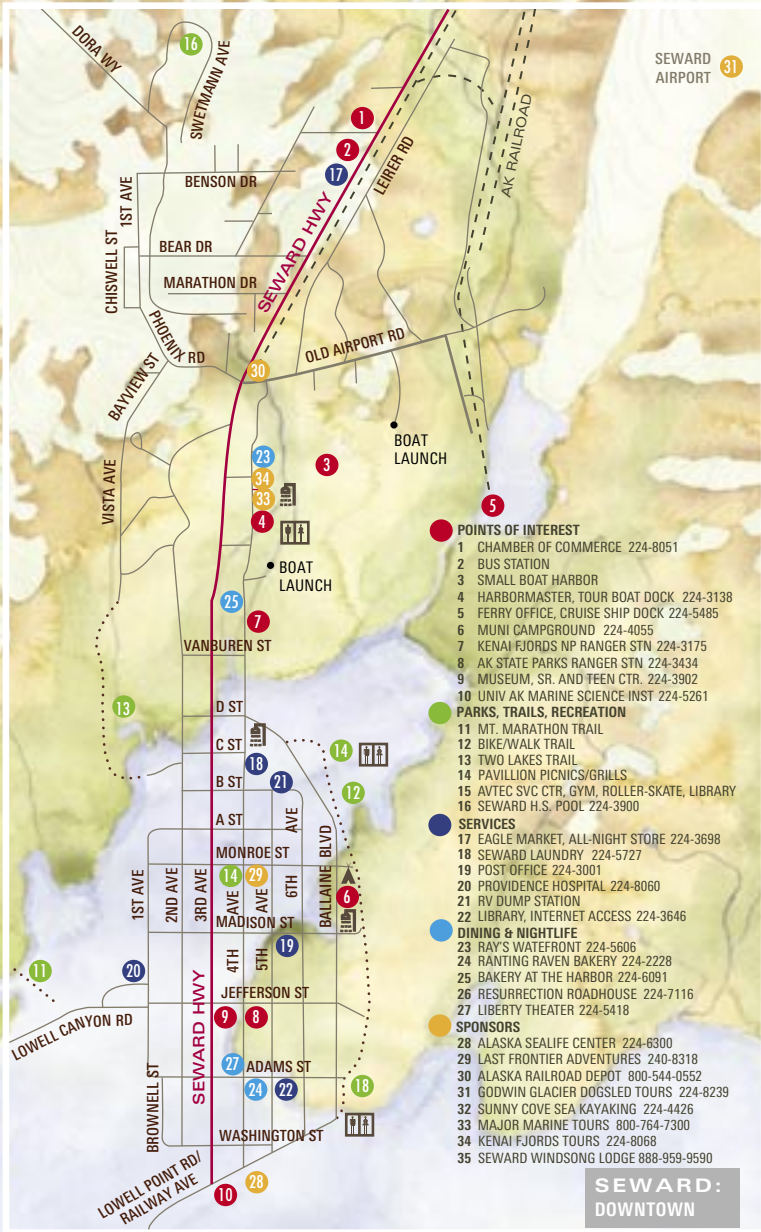 DORA WY
16
SWETMANN AVE
SEWARD
AIRPORT
31
1
2
17
LEIRER RD
AK RAILROAD
BENSON DR
1ST AVE
SEWARD HWY
CHISWELL ST
BEAR DR
MARATHON DR
PHOENIX RD
OLD AIRPORT RD
BAYVIEW ST
30
BOAT
LAUNCH
VISTA AVE
23
3
34
33
5
4
BOAT
LAUNCH
25
7
VANBUREN ST
13
D ST
C ST
14
18
B ST
21
12
AVE
A ST
BALLAINE BLVD
MONROE ST
1ST AVE
2ND AVE
3RD AVE
14
29
4TH AVE
5TH AVE
6TH
6
MADISON ST
19
11
20
JEFFERSON ST
LOWELL CANYON RD
9
8
SEWARD HWY
27
ADAMS ST
BROWNELL ST
24
22
18
WASHINGTON ST
LOWELL POINT RD/
RAILWAY AVE
10
28
POINTS OF INTEREST
1 CHAMBER OF COMMERCE 224-8051
2 BUS STATION
3 SMALL BOAT HARBOR
4 HARBORMASTER, TOUR BOAT DOCK 224-3138
5 FERRY OFFICE, CRUISE SHIP DOCK 224-5485
6 MUNI CAMPGROUND 224-4055
7 KENAI FJORDS NP RANGER STN 224-3175
8 AK STATE PARKS RANGER STN 224-3434
9 MUSEUM, SR. AND TEEN CTR. 224-3902
10 UNIV AK MARINE SCIENCE INST 224-5261
PARKS, TRAILS, RECREATION
11 MT. MARATHON TRAIL
12 BIKE/WALK TRAIL
13 TWO LAKES TRAIL
14 PAVILLION PICNICS/GRILLS
15 AVTEC SVC CTR, GYM, ROLLER-SKATE, LIBRARY
16 SEWARD H.S. POOL 224-3900
SERVICES
17 EAGLE MARKET, ALL-NIGHT STORE 224-3698
18 SEWARD LAUNDRY 224-5727
19 POST OFFICE 224-3001
20 PROVIDENCE HOSPITAL 224-8060
21 RV DUMP STATION
22 LIBRARY, INTERNET ACCESS 224-3646
DINING & NIGHTLIFE
23 RAY'S WATEFRONT 224-5606
24 RANTING RAVEN BAKERY 224-2228
25 BAKERY AT THE HARBOR 224-6091
26 RESURRECTION ROADHOUSE 224-7116
27 LIBERTY THEATER 224-5418
SPONSORS
28 ALASKA SEALIFE CENTER 224-6300
29 LAST FRONTIER ADVENTURES 240-8318
30 ALASKA RAILROAD DEPOT 800-544-0552
31 GODWIN GLACIER DOGSLED TOURS 224-8239
32 SUNNY COVE SEA KAYAKING 224-4426
33 MAJOR MARINE TOURS 800-764-7300
34 KENAI FJORDS TOURS 224-8068
35 SEWARD WINDSONG LODGE 888-959-9590
SEWARD:
DOWNTOWN